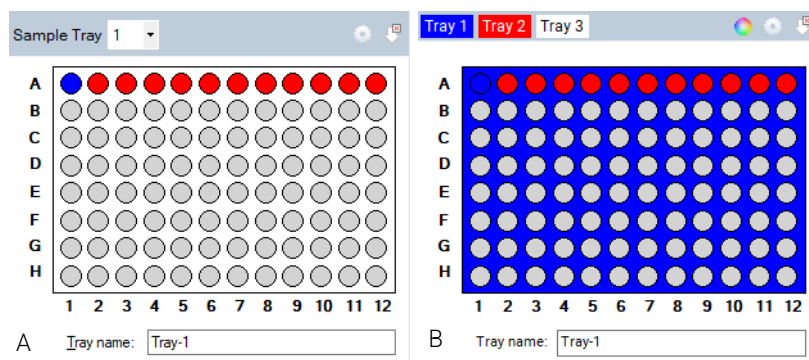 Sample Tray 1
A
B
C
D
E
F
G
H
1 2 3 4 5 6 7 8 9 10 11 12
A Tray name: Tray-1
Tray 1 Tray 2 Tray 3
A
B
C
D
E
F
G
H
1 2 3 4 5 6 7 8 9 10 11 12
B Tray name: Tray-1